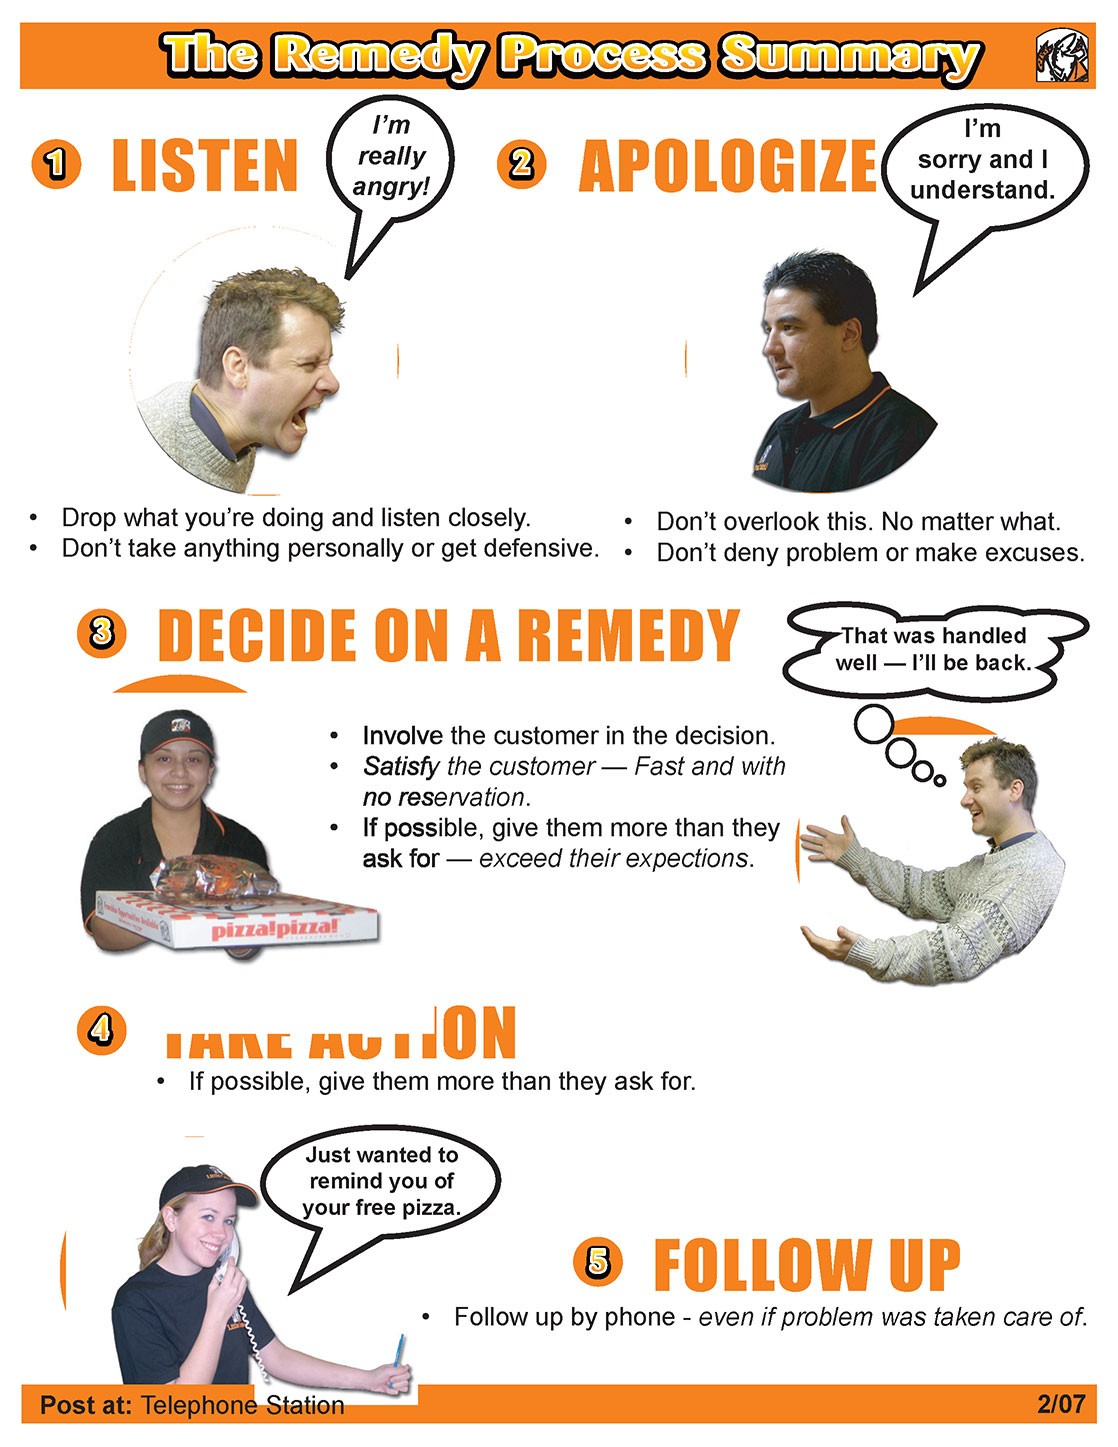 The Remedy Process Summary
1 LISTEN
I'm
really
angry!
2 APOLOGIZE
I'm
sorry and I
understand.
• Drop what you're doing and listen closely.
• Don't take anything personally or get defensive.
• Don't overlook this. No matter what.
• Don't deny problem or make excuses.
3 DECIDE ON A REMEDY
That was handled
well — I'll be back.
• Involve the customer in the decision.
• Satisfy the customer — Fast and with
no reservation.
• If possible, give them more than they
ask for — exceed their expections.
pizza!pizza!
4 TAKE ACTION
• If possible, give them more than they ask for.
Just wanted to
remind you of
your free pizza.
5 FOLLOW UP
• Follow up by phone - even if problem was taken care of.
Post at: Telephone Station
2/07